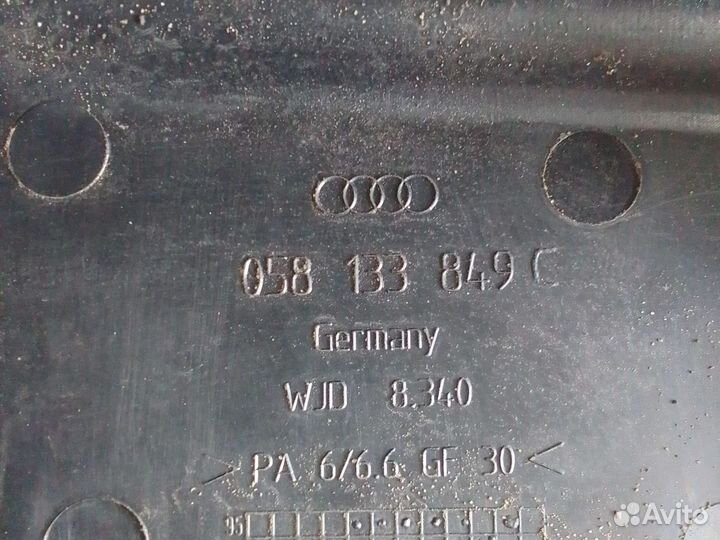 058 133 849 C
Germany
WJD 8.340
>PA 6/6.6 GF 30<
95
Avito